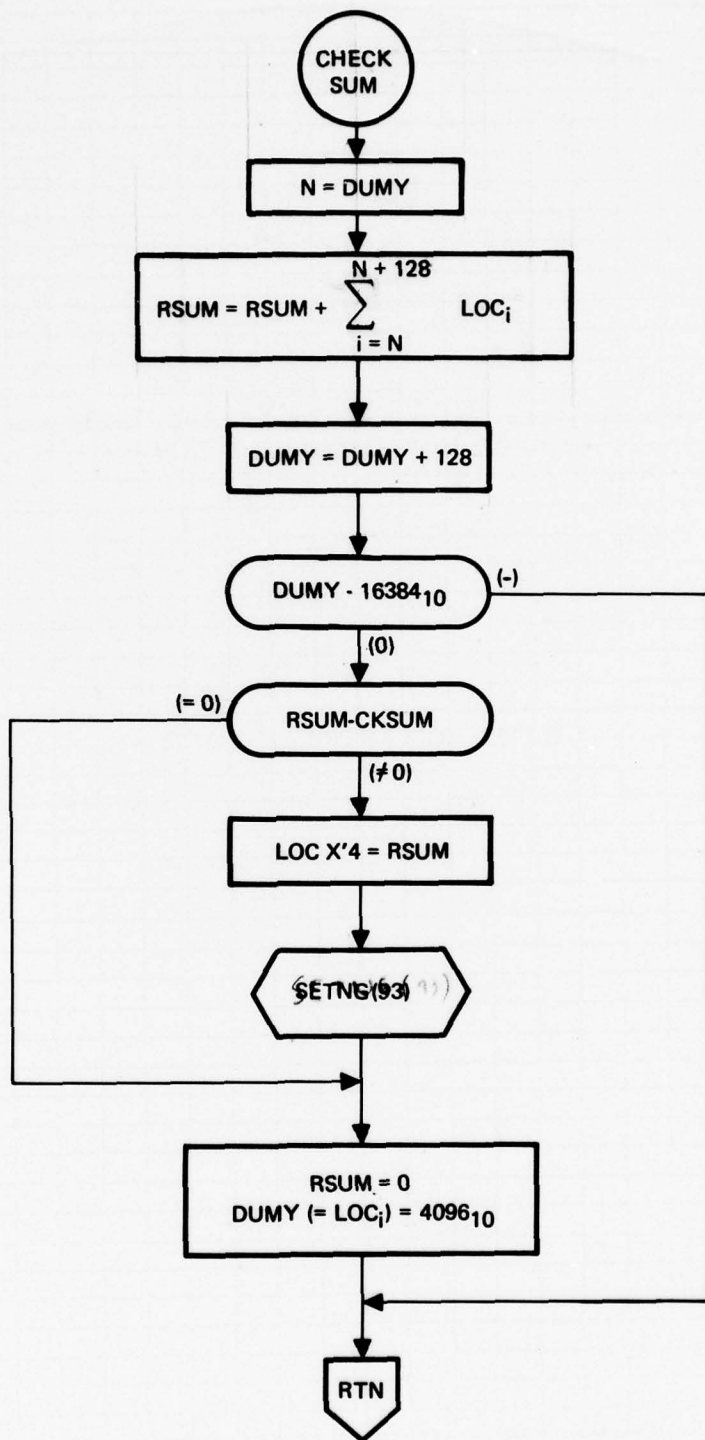 CHECK
SUM
N = DUMY
N + 128
RSUM = RSUM + ∑ LOCi
i = N
DUMY = DUMY + 128
DUMY - 16384₁₀
(-)
(0)
(= 0)
RSUM-CKSUM
(≠0)
LOC X'4 = RSUM
SETNG(93)
RSUM = 0
DUMY (= LOCi) = 4096₁₀
RTN